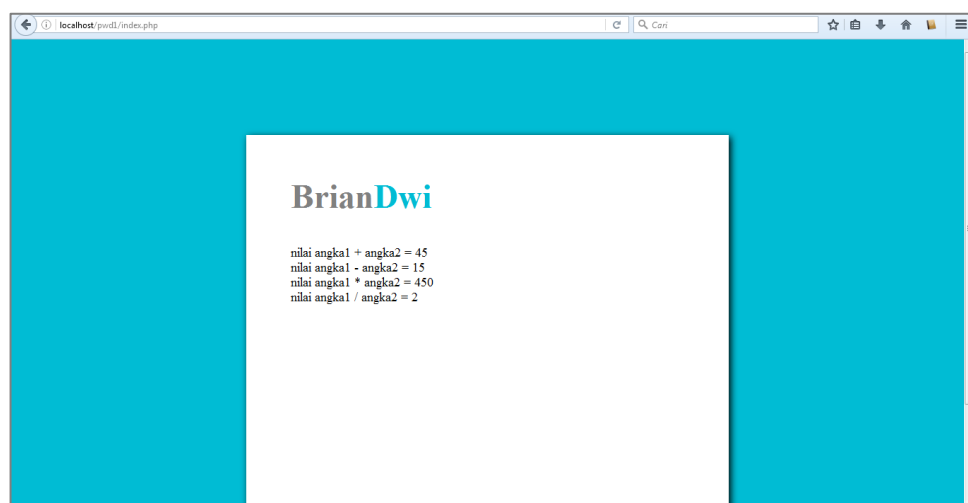 localhost/pwd1/index.php
Cari
BrianDwi
nilai angka1 + angka2 = 45
nilai angka1 - angka2 = 15
nilai angka1 * angka2 = 450
nilai angka1 / angka2 = 2